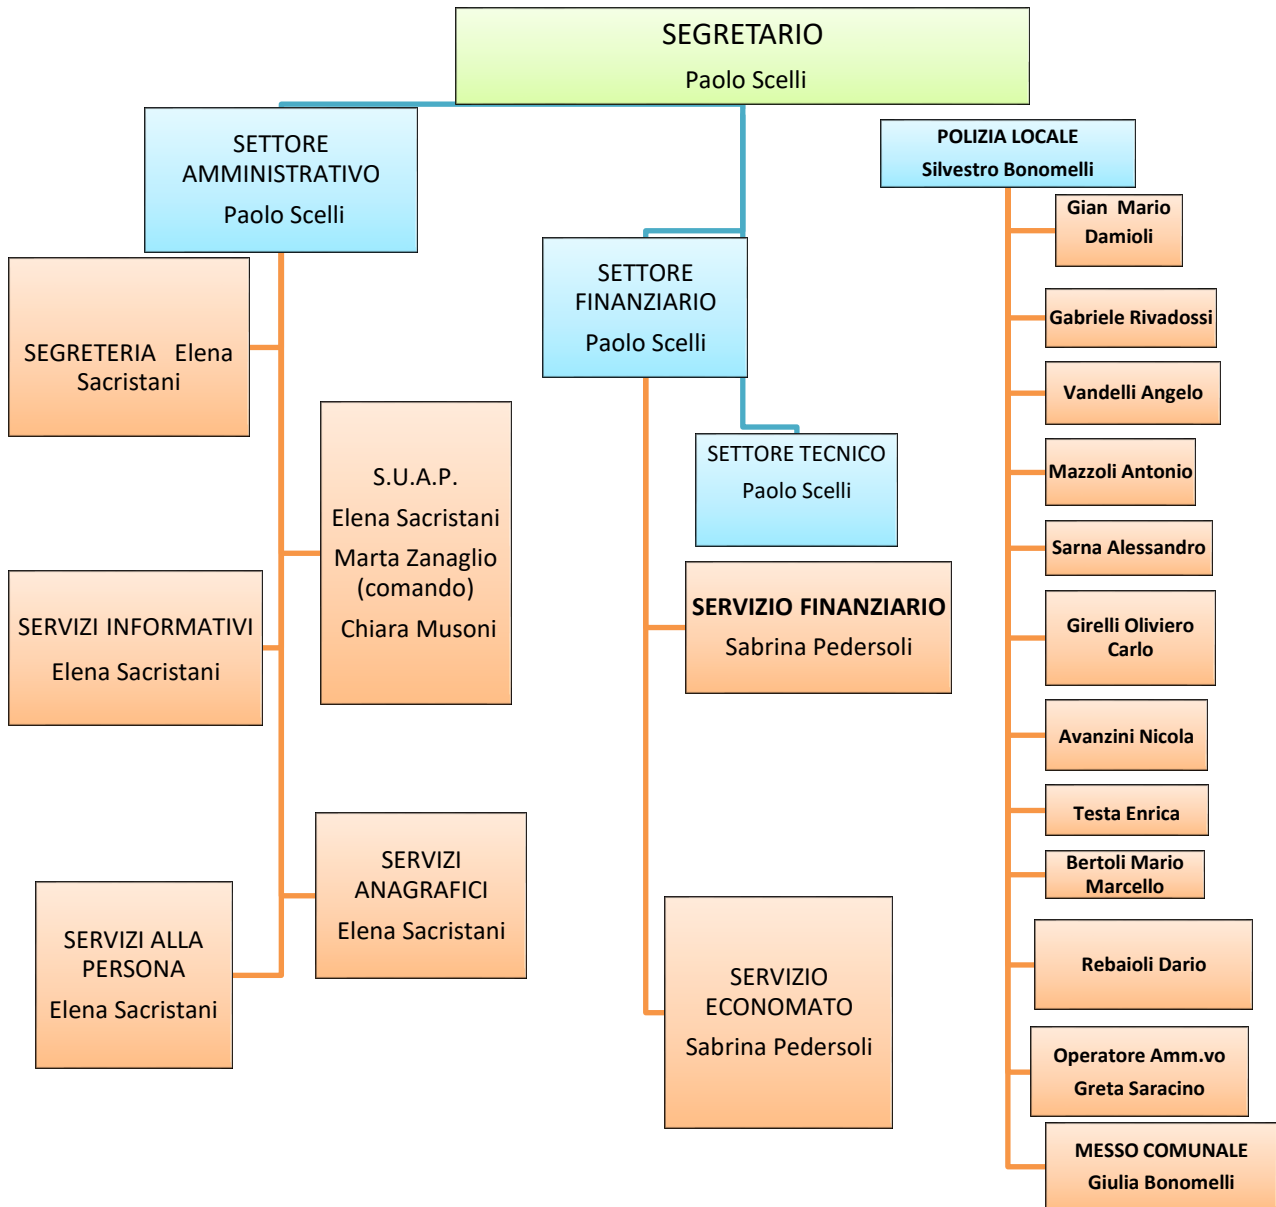 SEGRETARIO
Paolo Scelli
SETTORE
AMMINISTRATIVO
Paolo Scelli
SEGRETERIA Elena
Sacristani
S.U.A.P.
Elena Sacristani
Marta Zanaglio
(comando)
Chiara Musoni
SERVIZI INFORMATIVI
Elena Sacristani
SERVIZI
ANAGRAFICI
Elena Sacristani
SERVIZI ALLA
PERSONA
Elena Sacristani
SETTORE
FINANZIARIO
Paolo Scelli
SETTORE TECNICO
Paolo Scelli
SERVIZIO FINANZIARIO
Sabrina Pedersoli
SERVIZIO
ECONOMATO
Sabrina Pedersoli
POLIZIA LOCALE
Silvestro Bonomelli
Gian Mario
Damioli
Gabriele Rivadossi
Vandelli Angelo
Mazzoli Antonio
Sarna Alessandro
Girelli Oliviero
Carlo
Avanzini Nicola
Testa Enrica
Bertoli Mario
Marcello
Rebaioli Dario
Operatore Amm.vo
Greta Saracino
MESSO COMUNALE
Giulia Bonomelli